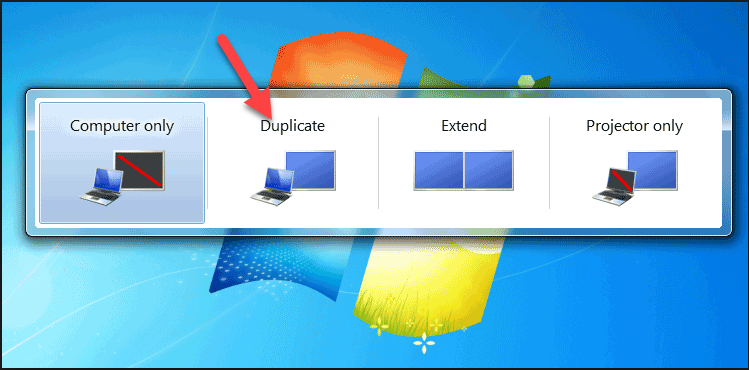 Computer only
Duplicate
Extend
Projector only